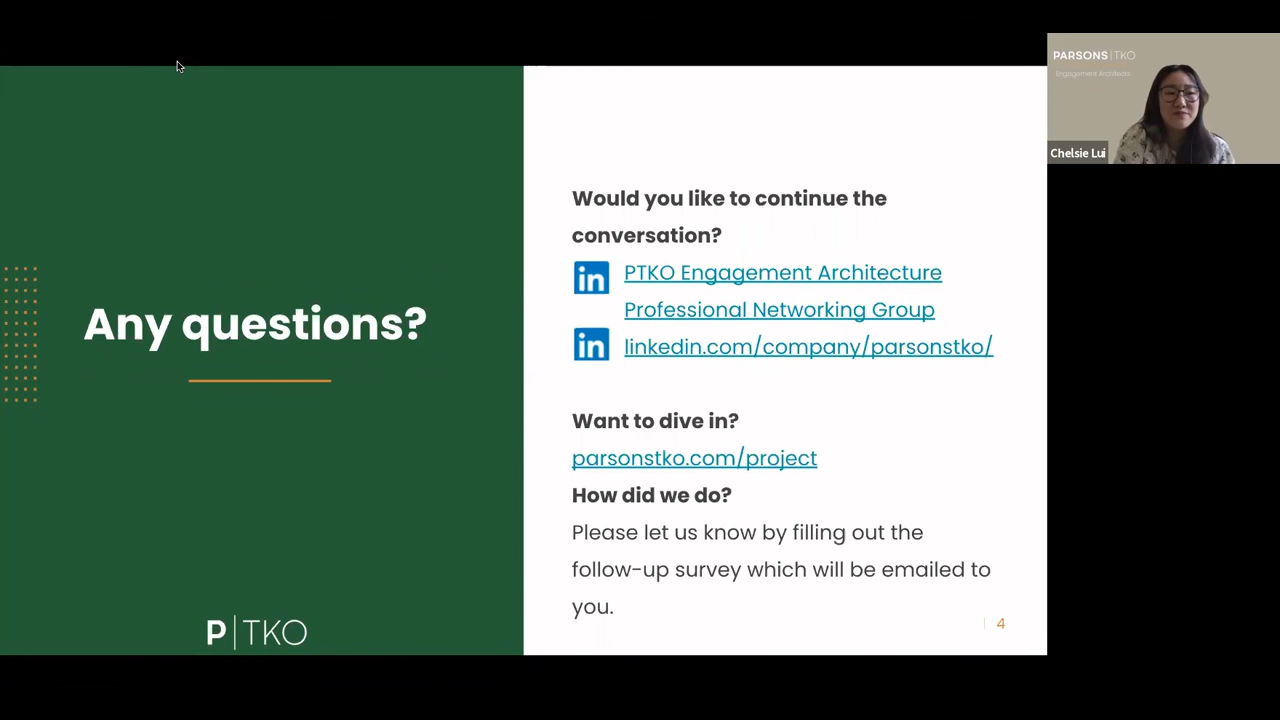 Any questions?
P|TKO
Would you like to continue the
conversation?
in PTKO Engagement Architecture
Professional Networking Group
in linkedin.com/company/parsonstko/
Want to dive in?
parsonstko.com/project
How did we do?
Please let us know by filling out the
follow-up survey which will be emailed to
you.
4
PARSONS|TKO
Engagement Architects
Chelsie Lui